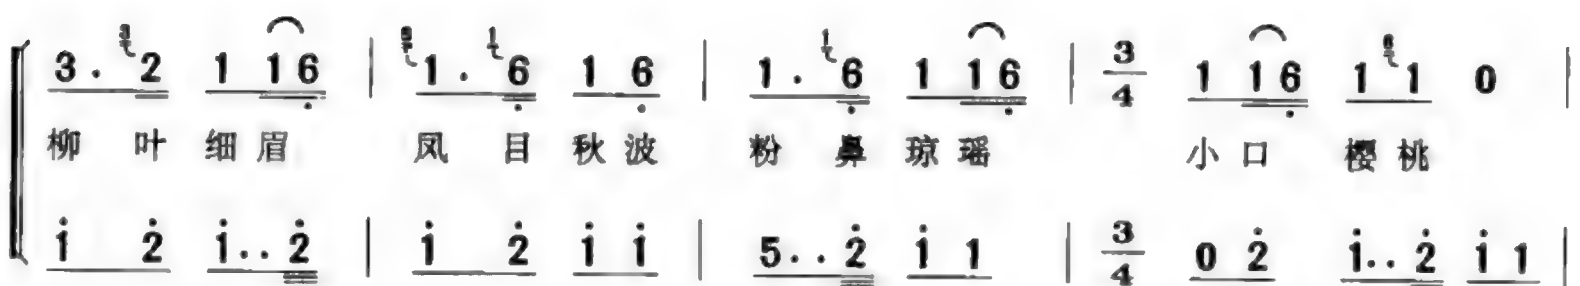 3. 2 1 1 6 | 1. 6 1 6 | 1. 6 1 1 6 | 3/4 1 1 6 1 1 0 |
柳 叶 细 眉 凤 目 秋 波 粉 鼻 琼 瑶 小 口 樱 桃
1 2 1.. 2 | 1 2 1 1 | 5.. 2 1 1 | 3/4 0 2 1.. 2 1 1 |